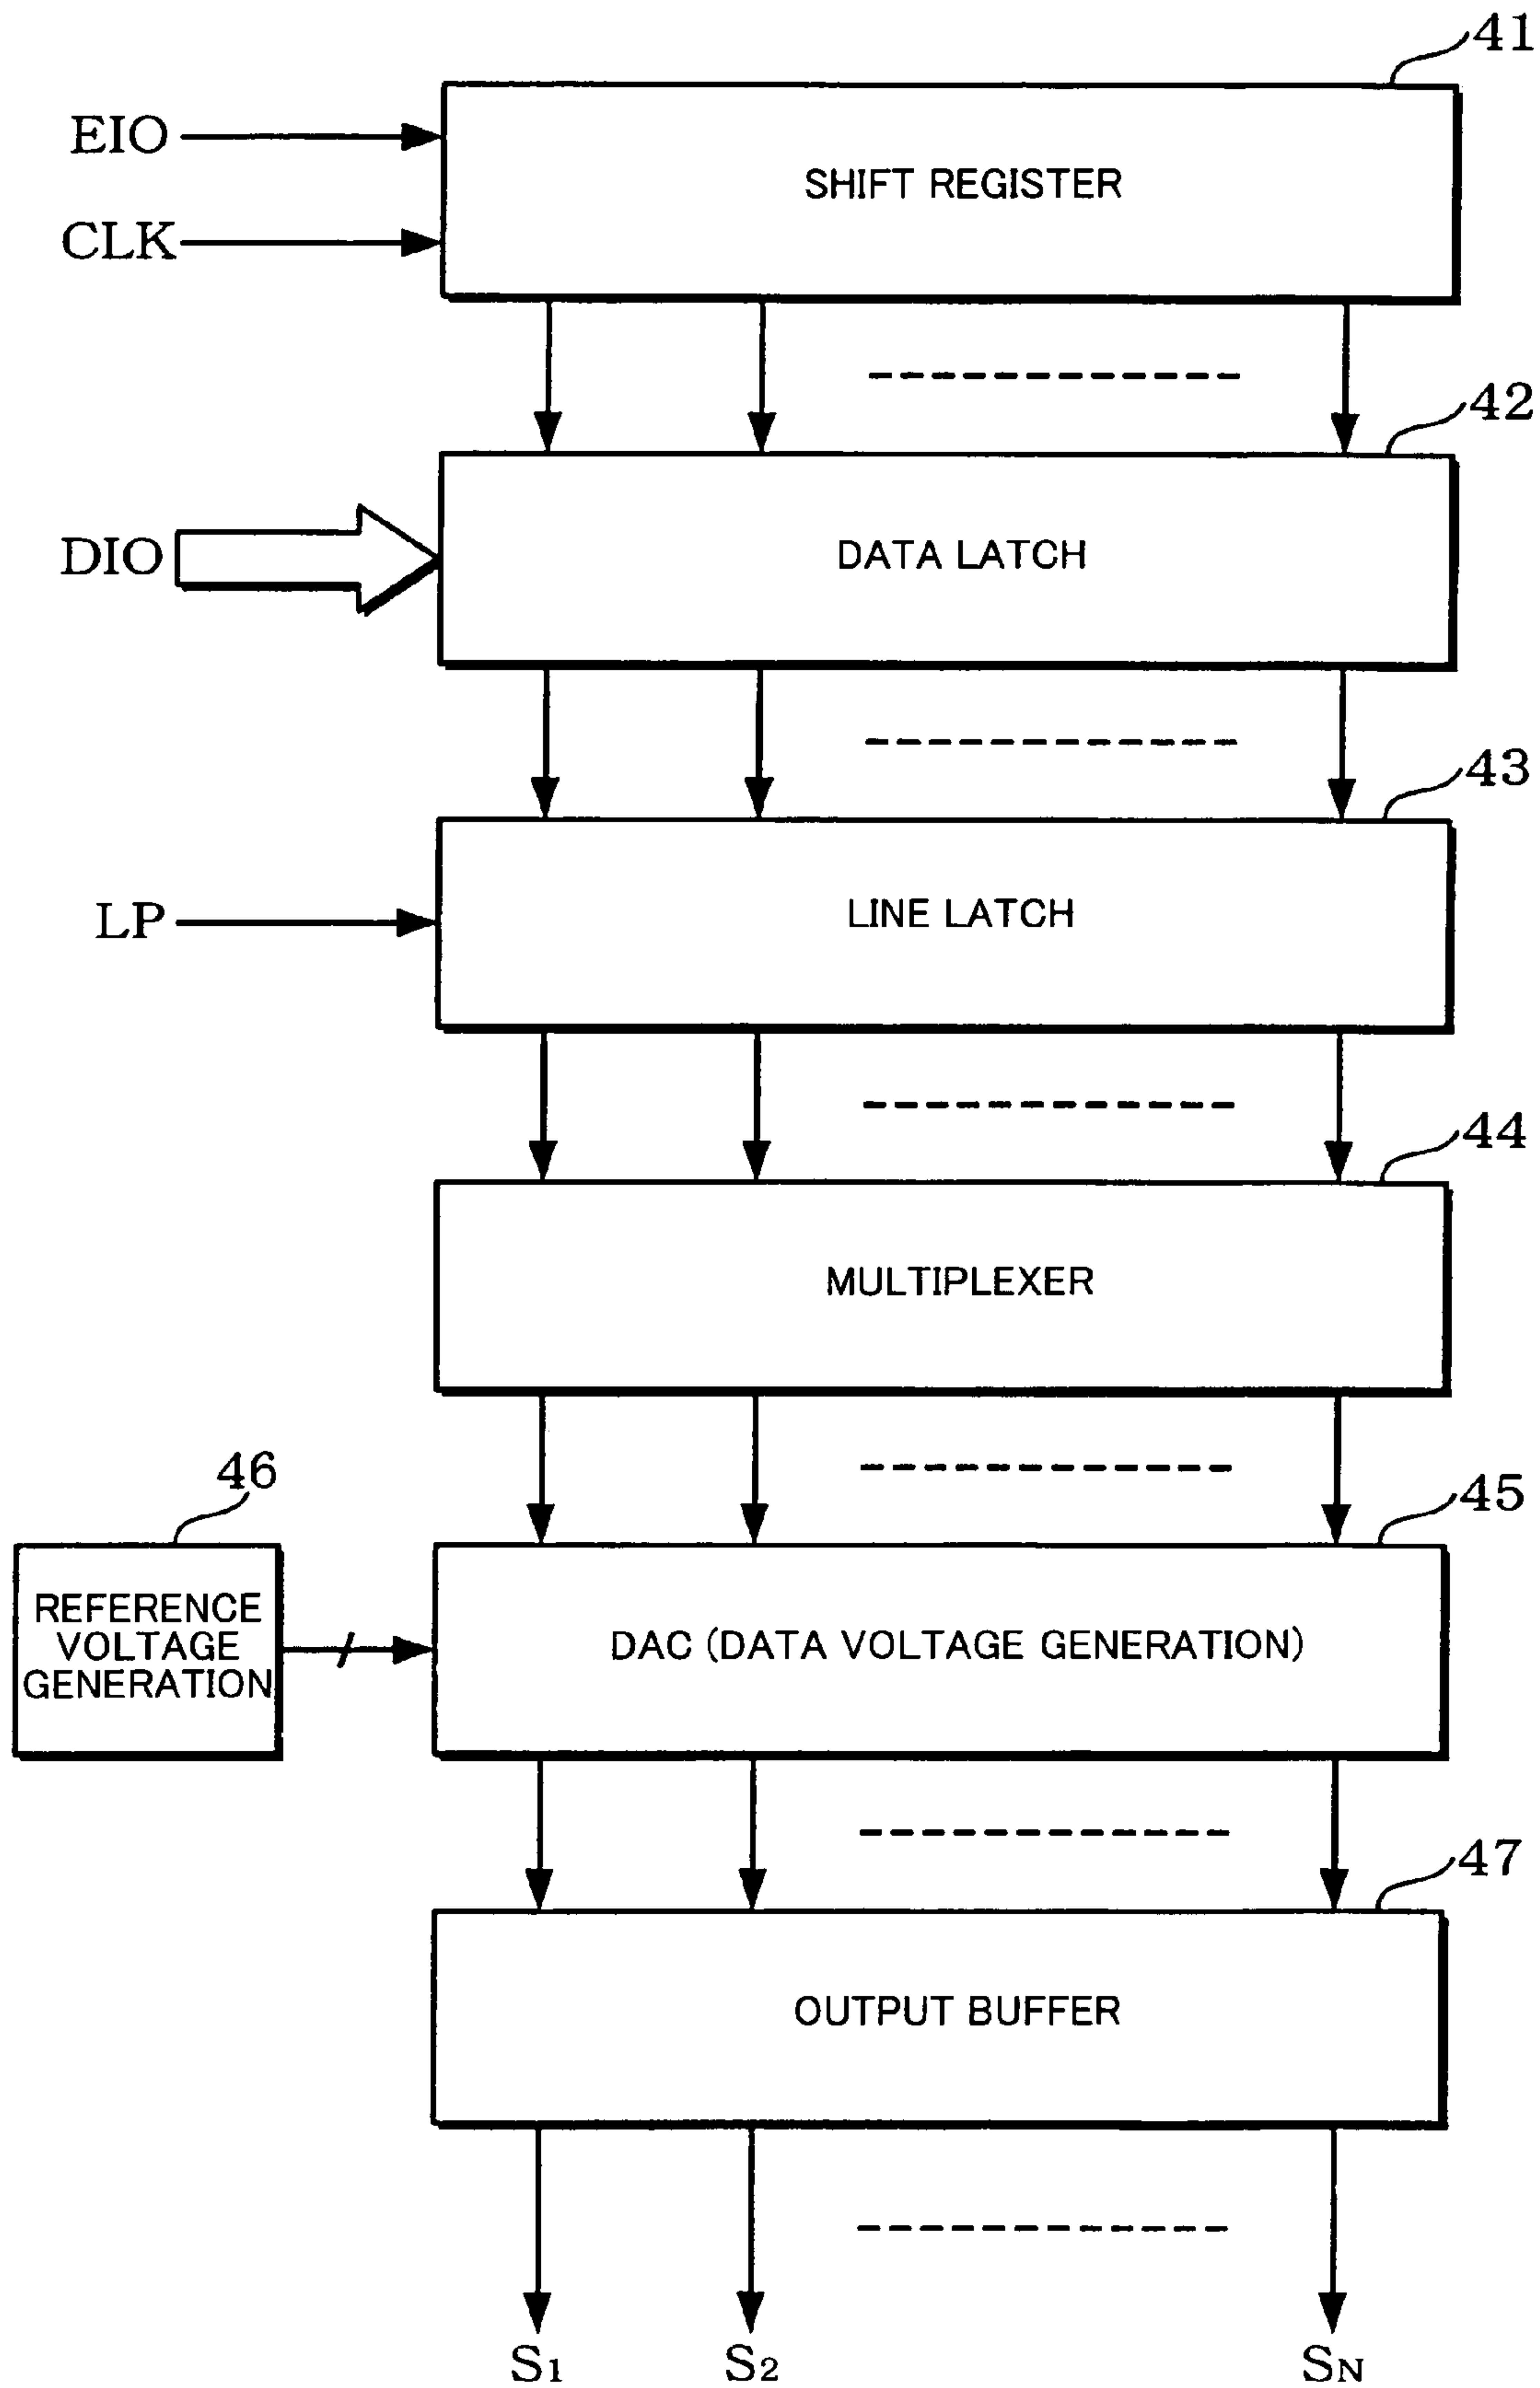 41
EIO
SHIFT REGISTER
CLK
42
DIO
DATA LATCH
43
LP
LINE LATCH
44
MULTIPLEXER
46
45
REFERENCE
VOLTAGE
GENERATION
DAC (DATA VOLTAGE GENERATION)
47
OUTPUT BUFFER
S1
S2
SN